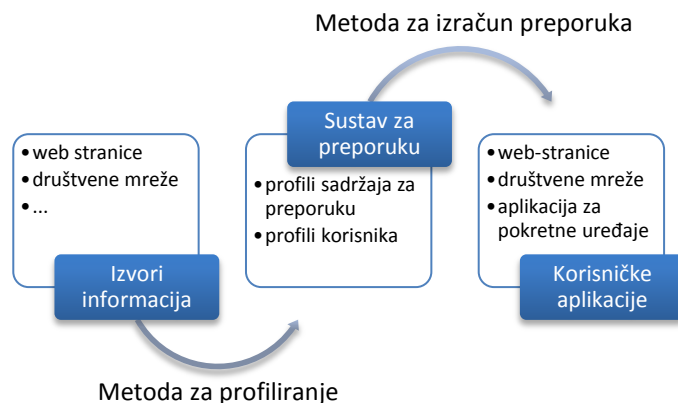 Metoda za izračun preporuka
• web stranice
• društvene mreže
• ...
Izvori
informacija
Sustav za
preporuku
• profili sadržaja za
preporuku
• profili korisnika
• web-stranice
• društvene mreže
• aplikacija za
pokretne uređaje
Korisničke
aplikacije
Metoda za profiliranje